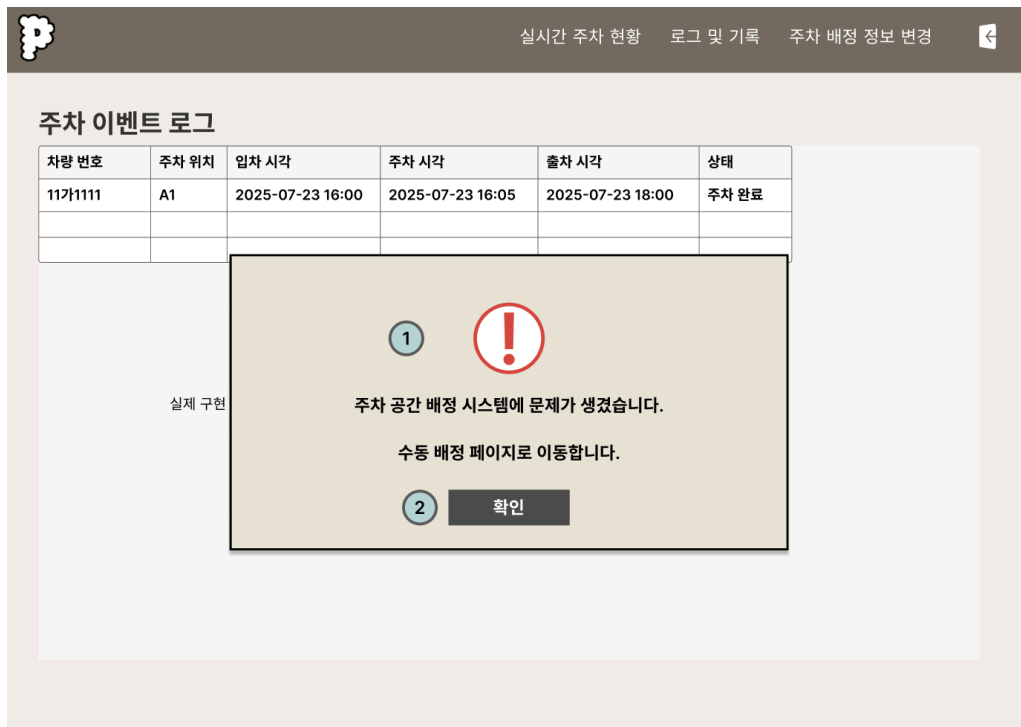 P
실시간 주차 현황 로그 및 기록 주차 배정 정보 변경
주차 이벤트 로그
차량 번호 주차 위치 입차 시각 주차 시각 출차 시각 상태
11가1111 A1 2025-07-23 16:00 2025-07-23 16:05 2025-07-23 18:00 주차 완료
1
실제 구현
주차 공간 배정 시스템에 문제가 생겼습니다.
수동 배정 페이지로 이동합니다.
2 확인